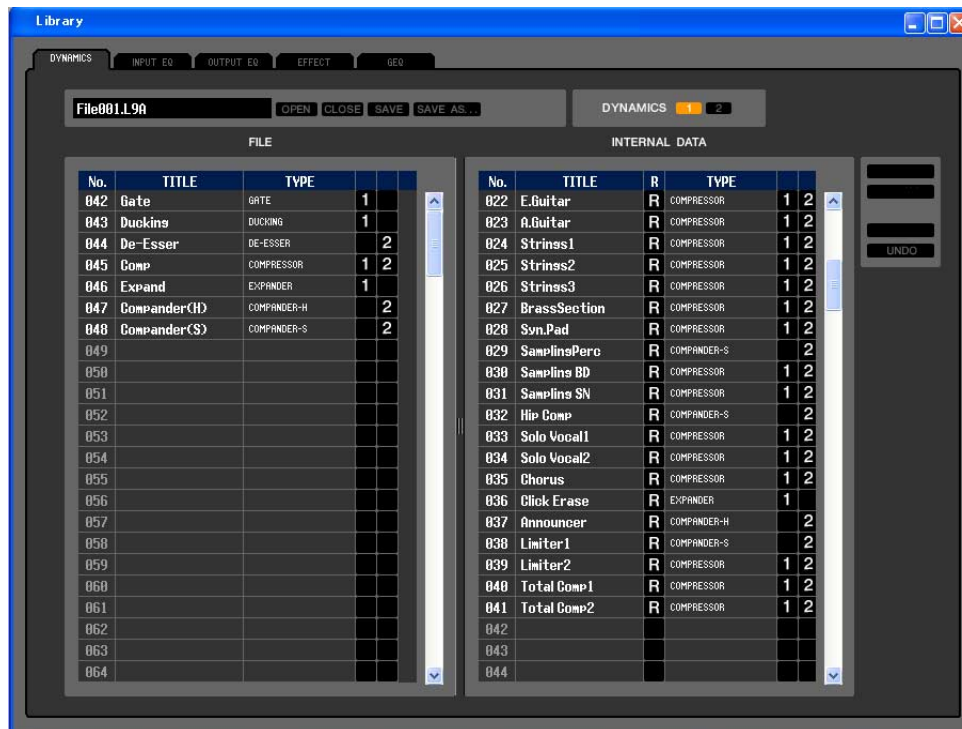 Library
DYNAMICS INPUT EQ OUTPUT EQ EFFECT GEQ
File001.L9A OPEN CLOSE SAVE SAVE AS... DYNAMICS 1 2
FILE INTERNAL DATA
No. TITLE TYPE
042 Gate GATE 1
043 Ducking DUCKING 1
044 De-Esser DE-ESSER 2
045 Comp COMPRESSOR 1 2
046 Expand EXPANDER 1
047 Compander(H) COMPANDER-H 2
048 Compander(S) COMPANDER-S 2
049
050
051
052
053
054
055
056
057
058
059
060
061
062
063
064
No. TITLE R TYPE
022 E.Guitar R COMPRESSOR 1 2
023 A.Guitar R COMPRESSOR 1 2
024 Strings1 R COMPRESSOR 1 2
025 Strings2 R COMPRESSOR 1 2
026 Strings3 R COMPRESSOR 1 2
027 BrassSection R COMPRESSOR 1 2
028 Syn.Pad R COMPRESSOR 1 2
029 SamplingPerc R COMPANDER-S 2
030 Sampling BD R COMPRESSOR 1 2
031 Sampling SN R COMPRESSOR 1 2
032 Hip Comp R COMPANDER-S 2
033 Solo Vocal1 R COMPRESSOR 1 2
034 Solo Vocal2 R COMPRESSOR 1 2
035 Chorus R COMPRESSOR 1 2
036 Click Erase R EXPANDER 1
037 Announcer R COMPANDER-H 2
038 Limiter1 R COMPANDER-S 2
039 Limiter2 R COMPRESSOR 1 2
040 Total Comp1 R COMPRESSOR 1 2
041 Total Comp2 R COMPRESSOR 1 2
042
043
044
UNDO